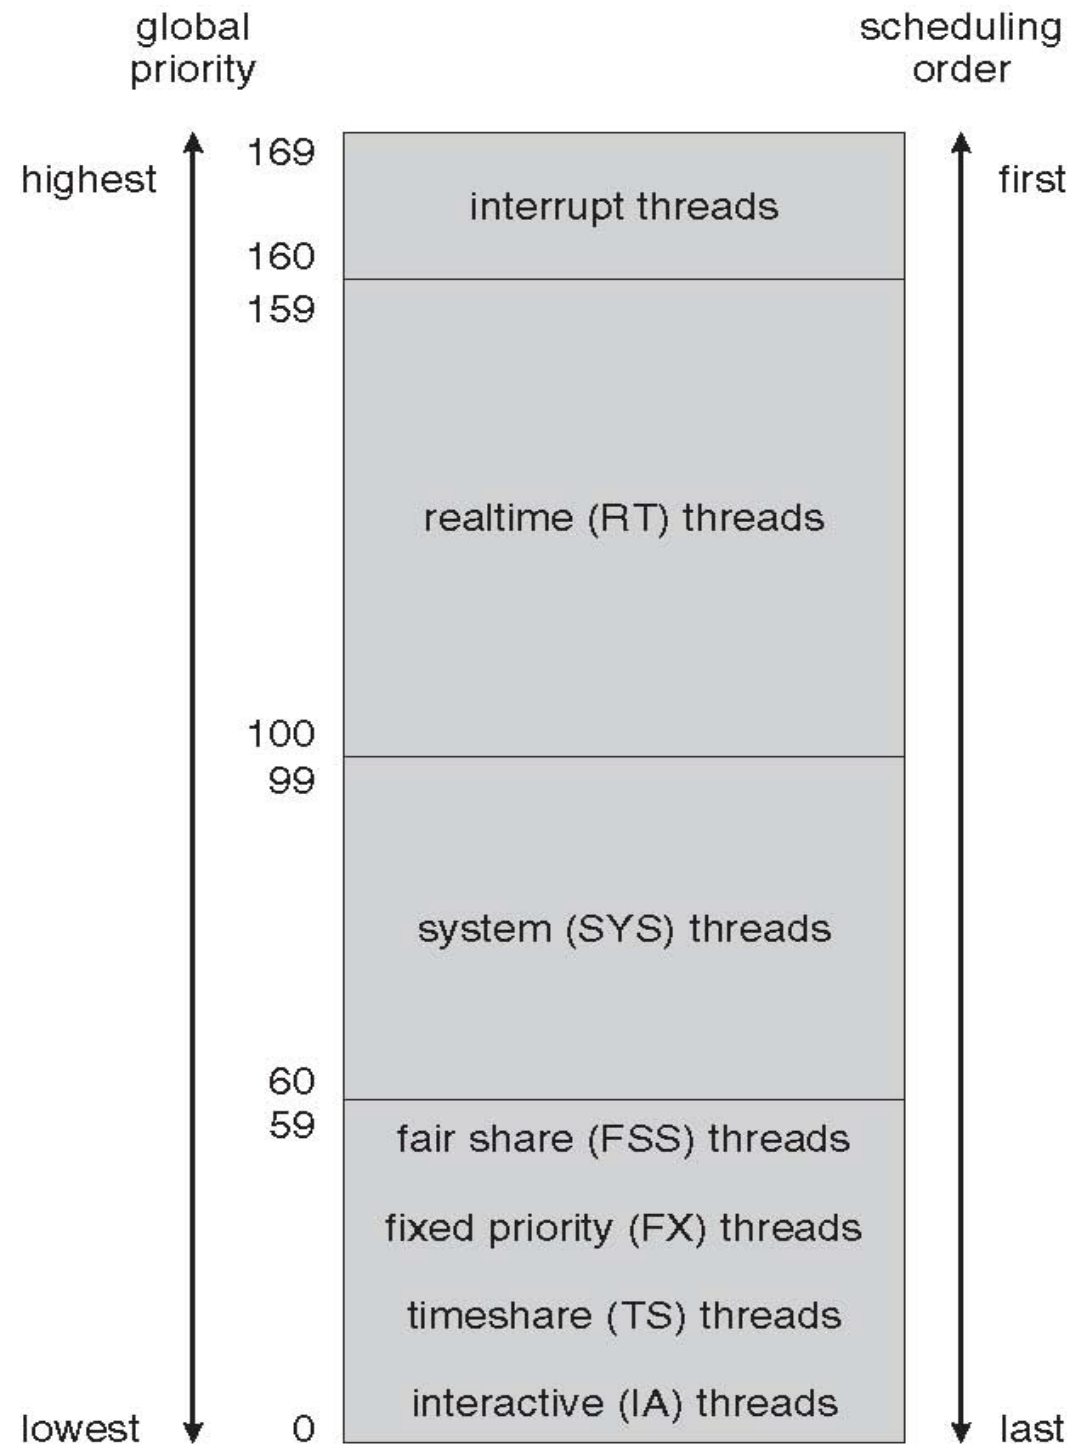 global
priority
scheduling
order
highest
169
interrupt threads
first
160
159
realtime (RT) threads
100
99
system (SYS) threads
60
59
fair share (FSS) threads
fixed priority (FX) threads
timeshare (TS) threads
interactive (IA) threads
lowest
0
last